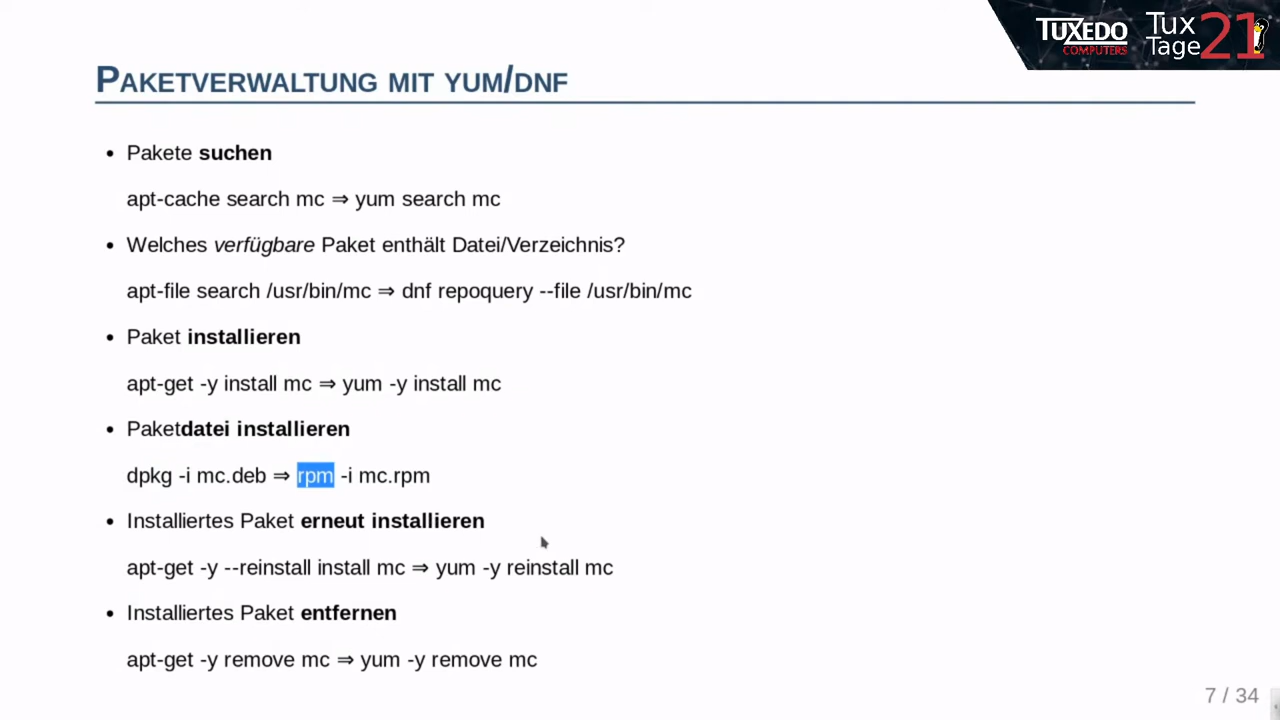 TUXEDO
COMPUTERS
Tux
Tage
21
PAKETVERWALTUNG MIT YUM/DNF
• Pakete suchen
apt-cache search mc ⇒ yum search mc
• Welches verfügbare Paket enthält Datei/Verzeichnis?
apt-file search /usr/bin/mc ⇒ dnf repoquery --file /usr/bin/mc
• Paket installieren
apt-get -y install mc ⇒ yum -y install mc
• Paketdatei installieren
dpkg -i mc.deb ⇒ rpm -i mc.rpm
• Installiertes Paket erneut installieren
apt-get -y --reinstall install mc ⇒ yum -y reinstall mc
• Installiertes Paket entfernen
apt-get -y remove mc ⇒ yum -y remove mc
7 / 34